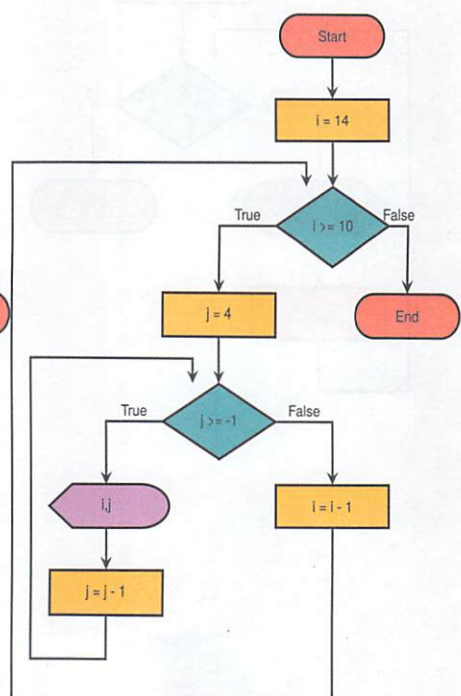 Start
i = 14
i >= 10
True
False
j = 4
End
j >= -1
True
False
i,j
i = i - 1
j = j - 1